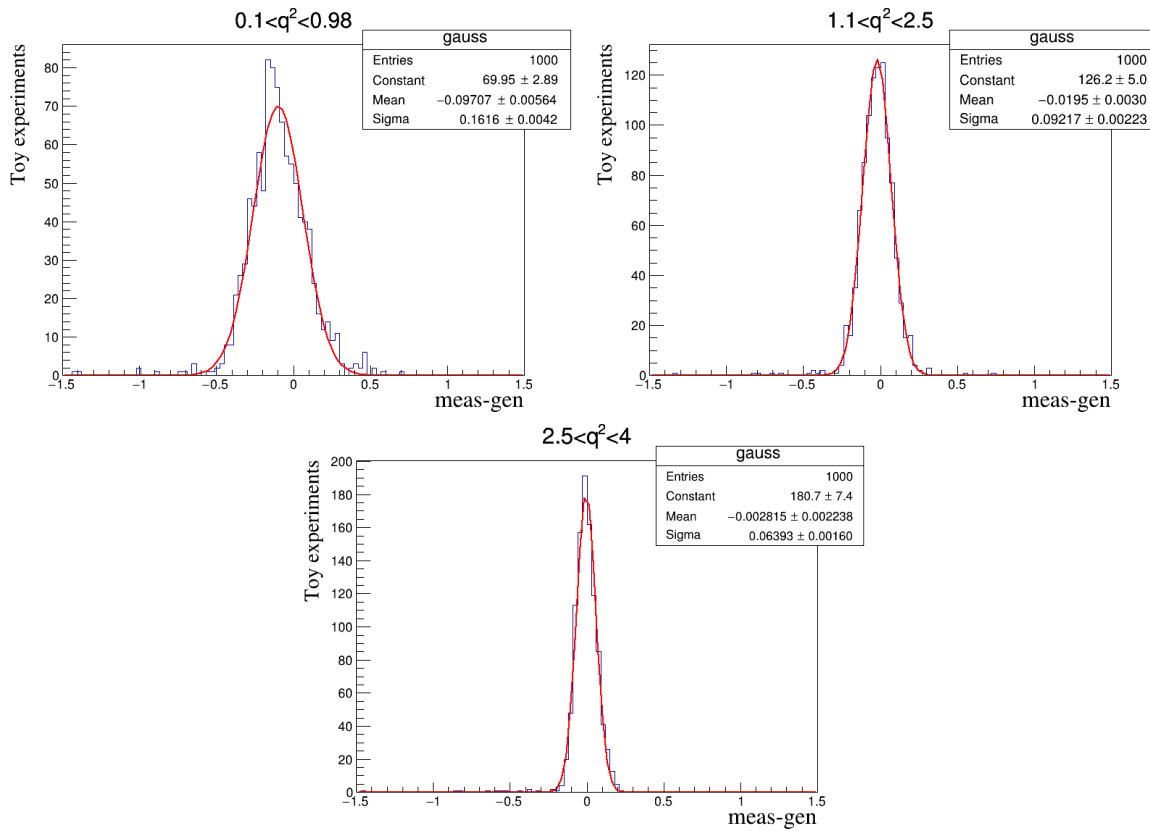 0.1<q²<0.98
gauss
Entries 1000
Constant 69.95 ± 2.89
Mean −0.09707 ± 0.00564
Sigma 0.1616 ± 0.0042
Toy experiments
80
70
60
50
40
30
20
10
0
−1.5 −1 −0.5 0 0.5 1 1.5
meas-gen
1.1<q²<2.5
gauss
Entries 1000
Constant 126.2 ± 5.0
Mean −0.0195 ± 0.0030
Sigma 0.09217 ± 0.00223
Toy experiments
120
100
80
60
40
20
0
−1.5 −1 −0.5 0 0.5 1 1.5
meas-gen
2.5<q²<4
gauss
Entries 1000
Constant 180.7 ± 7.4
Mean −0.002815 ± 0.002238
Sigma 0.06393 ± 0.00160
Toy experiments
200
180
160
140
120
100
80
60
40
20
0
−1.5 −1 −0.5 0 0.5 1 1.5
meas-gen